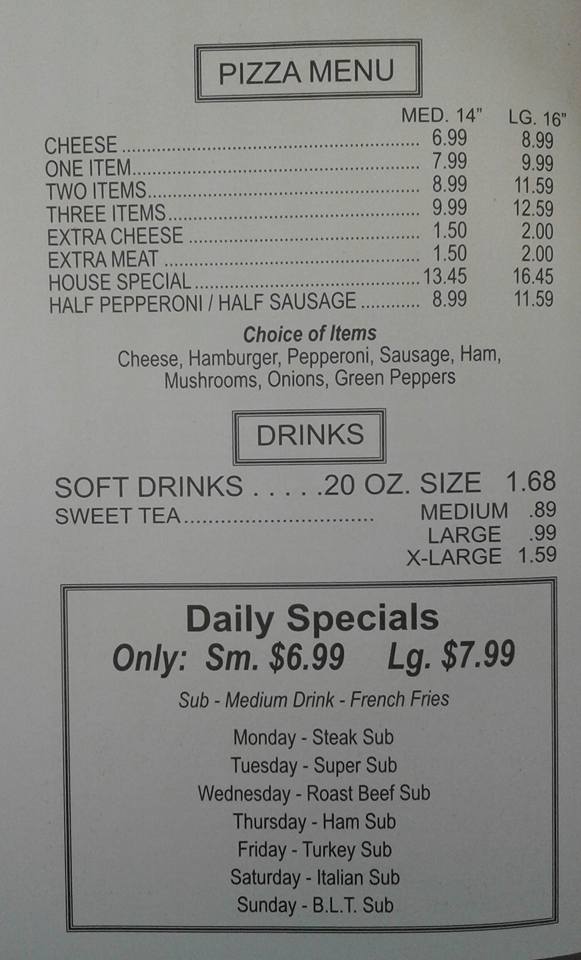 PIZZA MENU
MED. 14" LG. 16"
CHEESE ........................................................ 6.99 8.99
ONE ITEM...................................................... 7.99 9.99
TWO ITEMS.................................................... 8.99 11.59
THREE ITEMS................................................ 9.99 12.59
EXTRA CHEESE ............................................ 1.50 2.00
EXTRA MEAT ................................................ 1.50 2.00
HOUSE SPECIAL .......................................... 13.45 16.45
HALF PEPPERONI / HALF SAUSAGE ........... 8.99 11.59
Choice of Items
Cheese, Hamburger, Pepperoni, Sausage, Ham,
Mushrooms, Onions, Green Peppers
DRINKS
SOFT DRINKS . . . . .20 OZ. SIZE 1.68
SWEET TEA.............................. MEDIUM .89
LARGE .99
X-LARGE 1.59
Daily Specials
Only: Sm. $6.99 Lg. $7.99
Sub - Medium Drink - French Fries
Monday - Steak Sub
Tuesday - Super Sub
Wednesday - Roast Beef Sub
Thursday - Ham Sub
Friday - Turkey Sub
Saturday - Italian Sub
Sunday - B.L.T. Sub